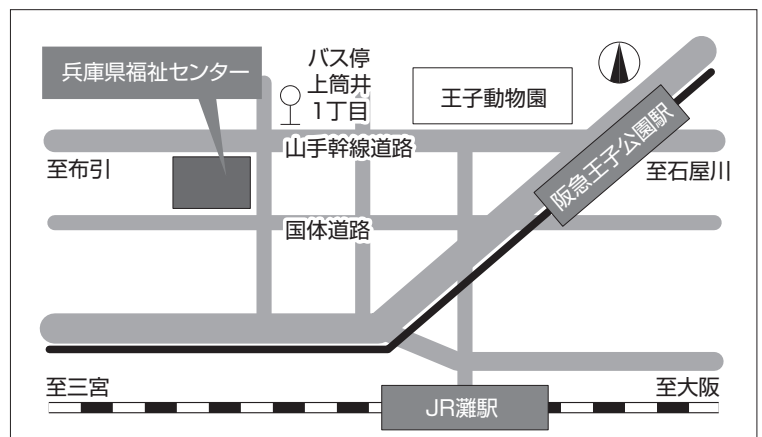 兵庫県福祉センター
バス停
上筒井
1丁目
王子動物園
阪急王子公園駅
山手幹線道路
至布引
至石屋川
国体道路
至三宮
至大阪
JR灘駅